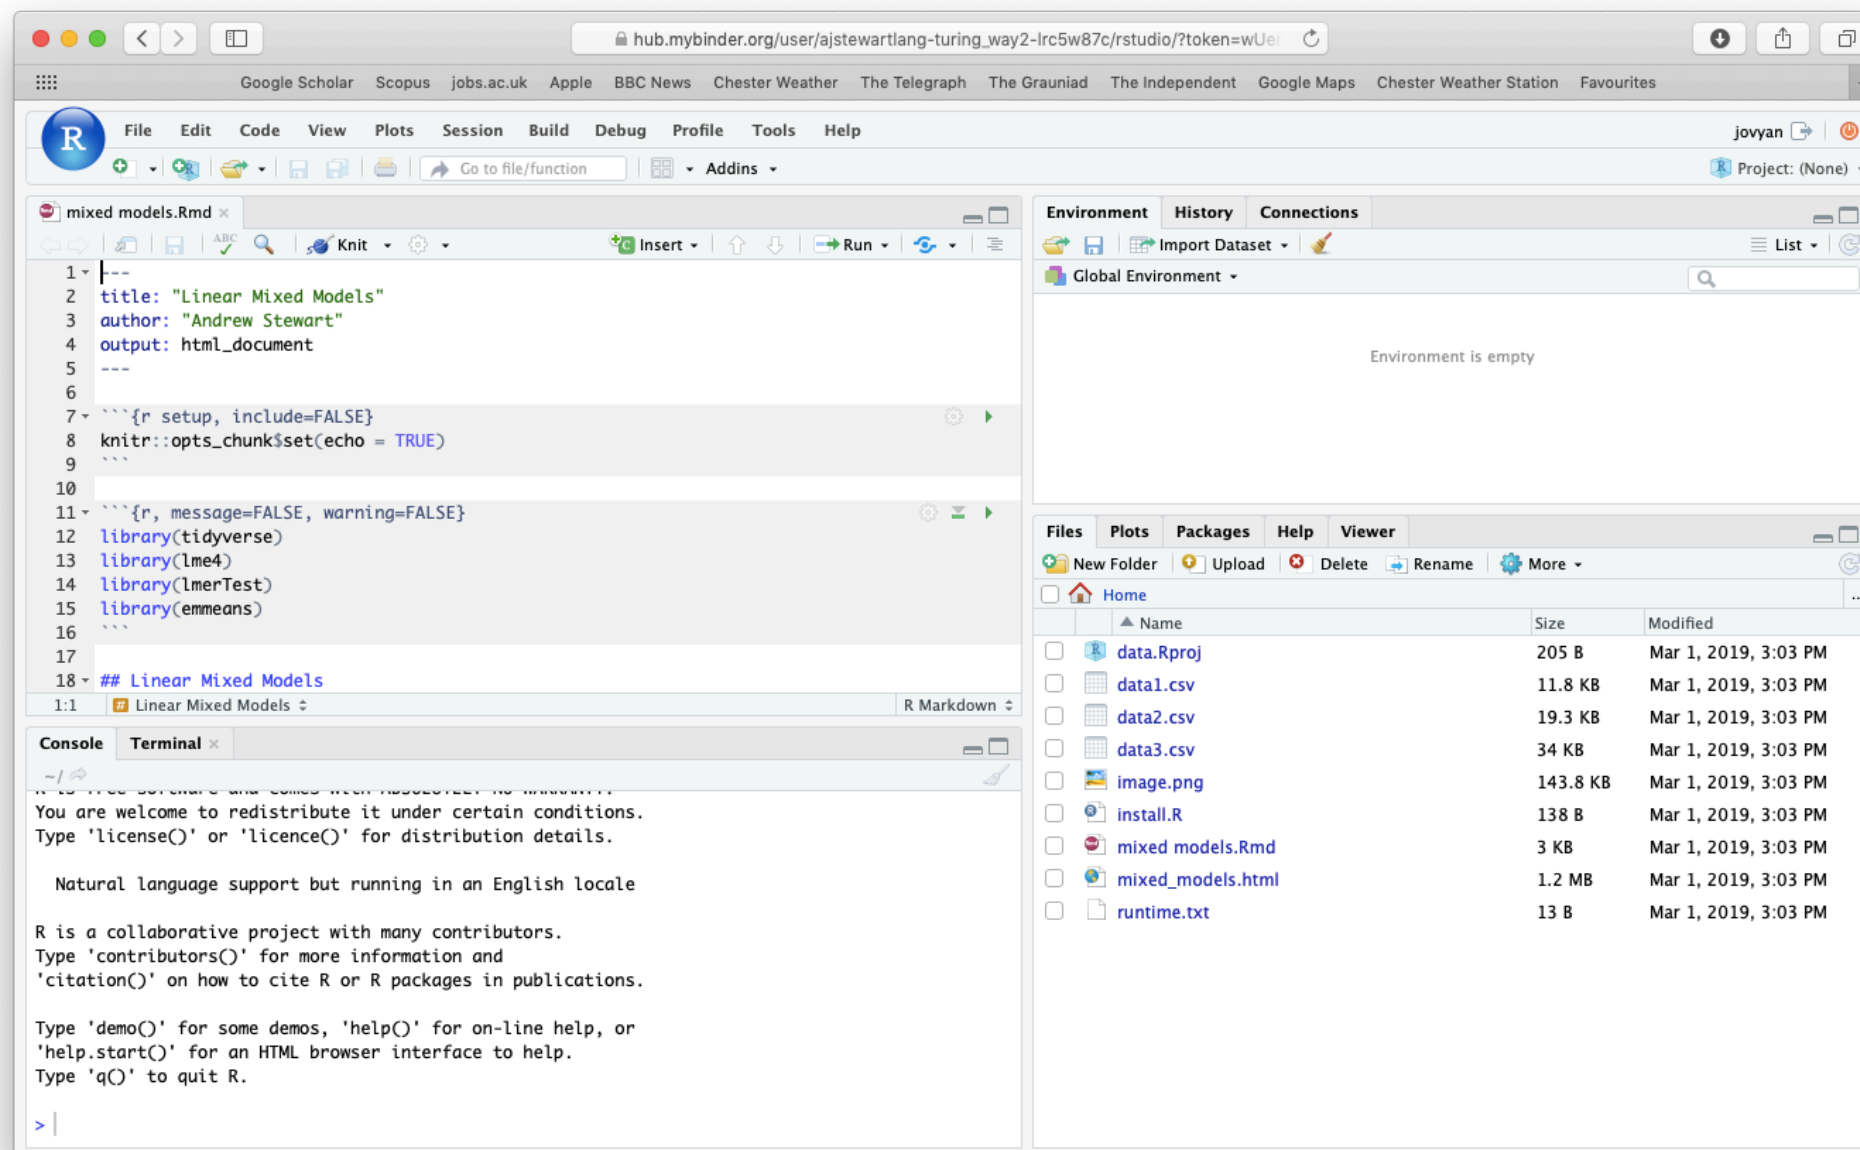 hub.mybinder.org/user/ajstewartlang-turing_way2-lrc5w87c/rstudio/?token=wUer
Google Scholar Scopus jobs.ac.uk Apple BBC News Chester Weather The Telegraph The Grauniad The Independent Google Maps Chester Weather Station Favourites
R File Edit Code View Plots Session Build Debug Profile Tools Help jovyan
Go to file/function Addins Project: (None)
mixed models.Rmd
ABC Knit Insert Run
1 ---
2 title: "Linear Mixed Models"
3 author: "Andrew Stewart"
4 output: html_document
5 ---
6
7 ```{r setup, include=FALSE}
8 knitr::opts_chunk$set(echo = TRUE)
9 ```
10
11 ```{r, message=FALSE, warning=FALSE}
12 library(tidyverse)
13 library(lme4)
14 library(lmerTest)
15 library(emmeans)
16 ```
17
18 ## Linear Mixed Models
1:1 # Linear Mixed Models R Markdown
Console Terminal
~/
R is free software and comes with ABSOLUTELY NO WARRANTY.
You are welcome to redistribute it under certain conditions.
Type 'license()' or 'licence()' for distribution details.
Natural language support but running in an English locale
R is a collaborative project with many contributors.
Type 'contributors()' for more information and
'citation()' on how to cite R or R packages in publications.
Type 'demo()' for some demos, 'help()' for on-line help, or
'help.start()' for an HTML browser interface to help.
Type 'q()' to quit R.
>
Environment History Connections
Import Dataset List
Global Environment
Environment is empty
Files Plots Packages Help Viewer
New Folder Upload Delete Rename More
Home ..
Name Size Modified
data.Rproj 205 B Mar 1, 2019, 3:03 PM
data1.csv 11.8 KB Mar 1, 2019, 3:03 PM
data2.csv 19.3 KB Mar 1, 2019, 3:03 PM
data3.csv 34 KB Mar 1, 2019, 3:03 PM
image.png 143.8 KB Mar 1, 2019, 3:03 PM
install.R 138 B Mar 1, 2019, 3:03 PM
mixed models.Rmd 3 KB Mar 1, 2019, 3:03 PM
mixed_models.html 1.2 MB Mar 1, 2019, 3:03 PM
runtime.txt 13 B Mar 1, 2019, 3:03 PM